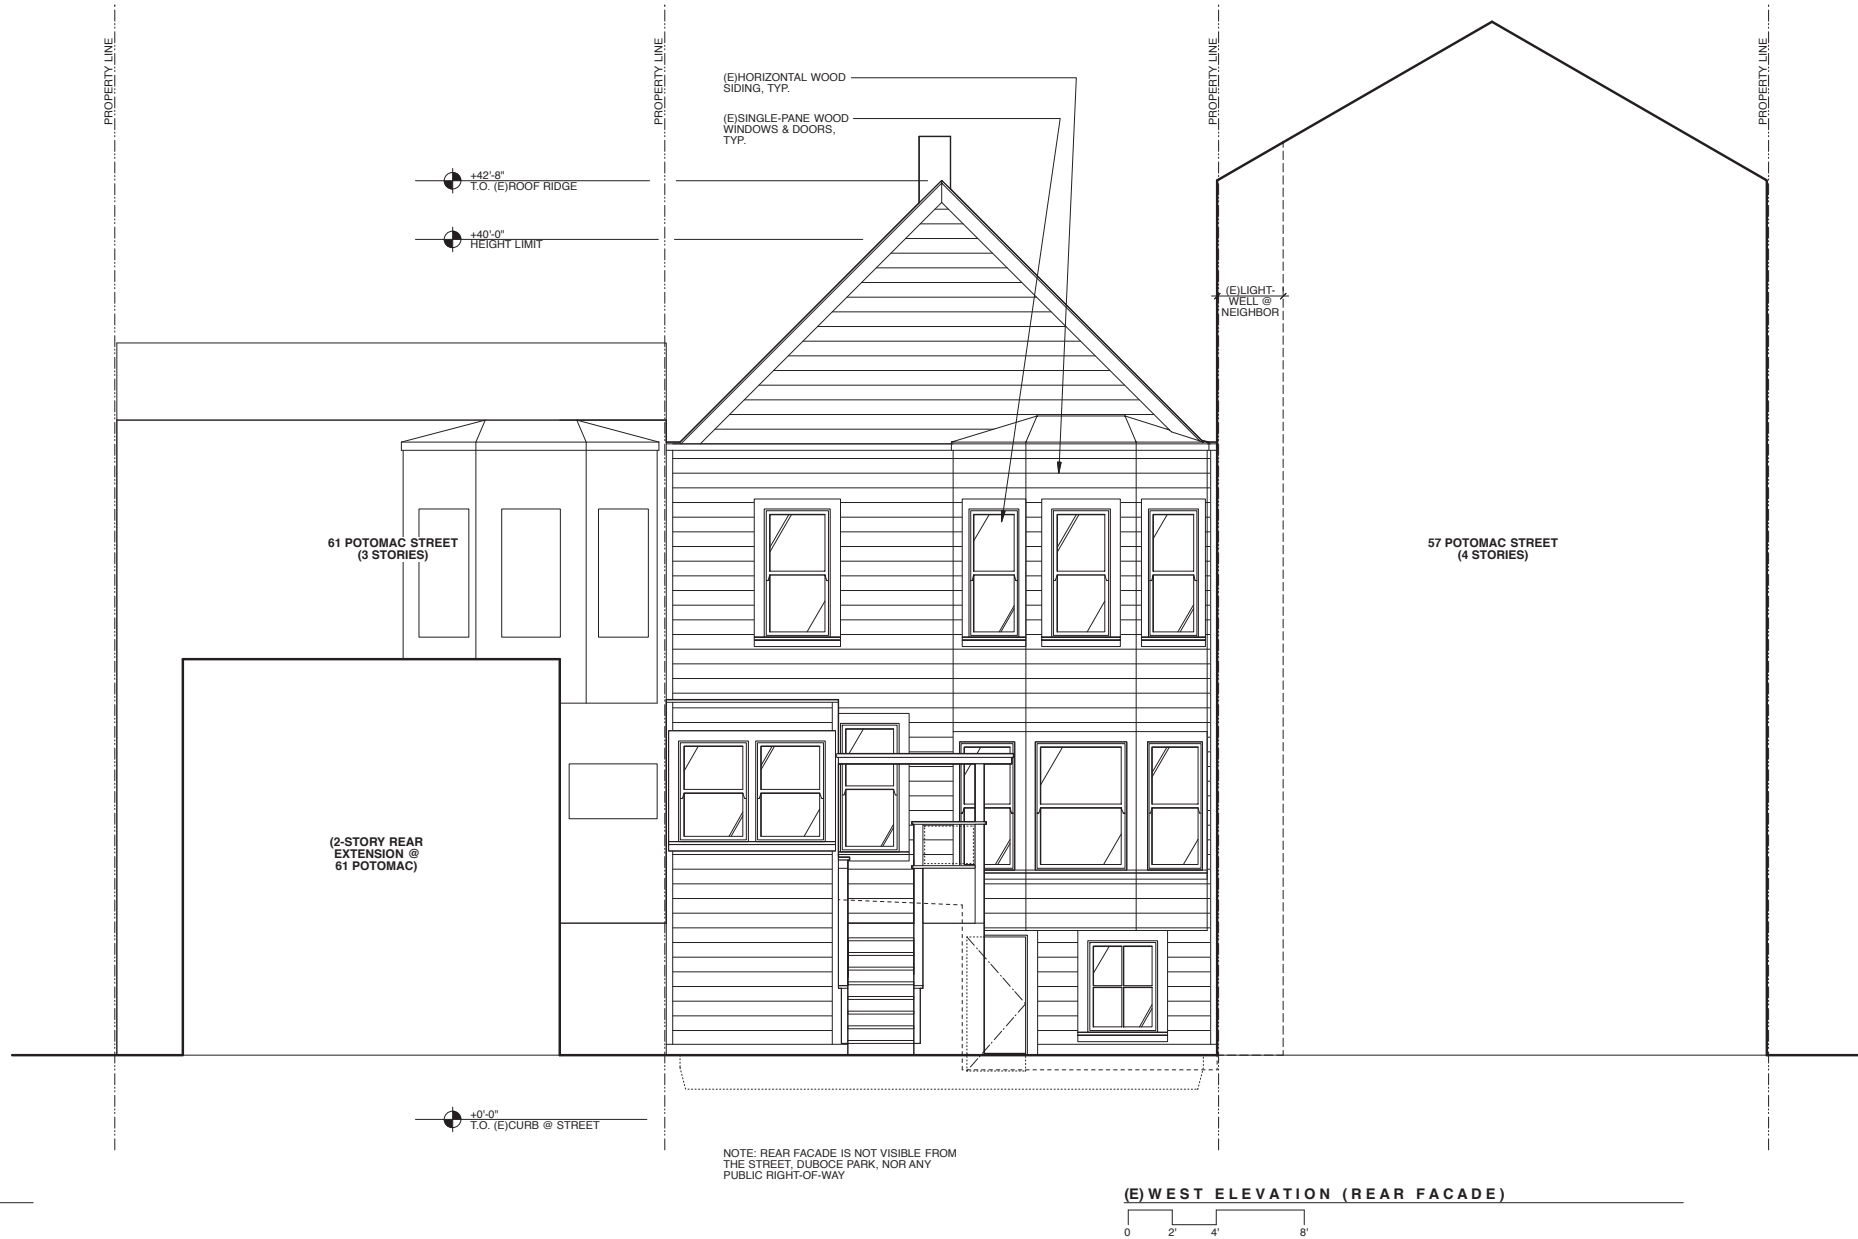 PROPERTY LINE
PROPERTY LINE
PROPERTY LINE
PROPERTY LINE
(E)HORIZONTAL WOOD
SIDING, TYP.
(E)SINGLE-PANE WOOD
WINDOWS & DOORS,
TYP.
+42'-8"
T.O. (E)ROOF RIDGE
+40'-0"
HEIGHT LIMIT
(E)LIGHT-
WELL @
NEIGHBOR
61 POTOMAC STREET
(3 STORIES)
57 POTOMAC STREET
(4 STORIES)
(2-STORY REAR
EXTENSION @
61 POTOMAC)
+0'-0"
T.O. (E)CURB @ STREET
NOTE: REAR FACADE IS NOT VISIBLE FROM
THE STREET, DUBOCE PARK, NOR ANY
PUBLIC RIGHT-OF-WAY
(E) WEST ELEVATION (REAR FACADE)
0 2' 4' 8'